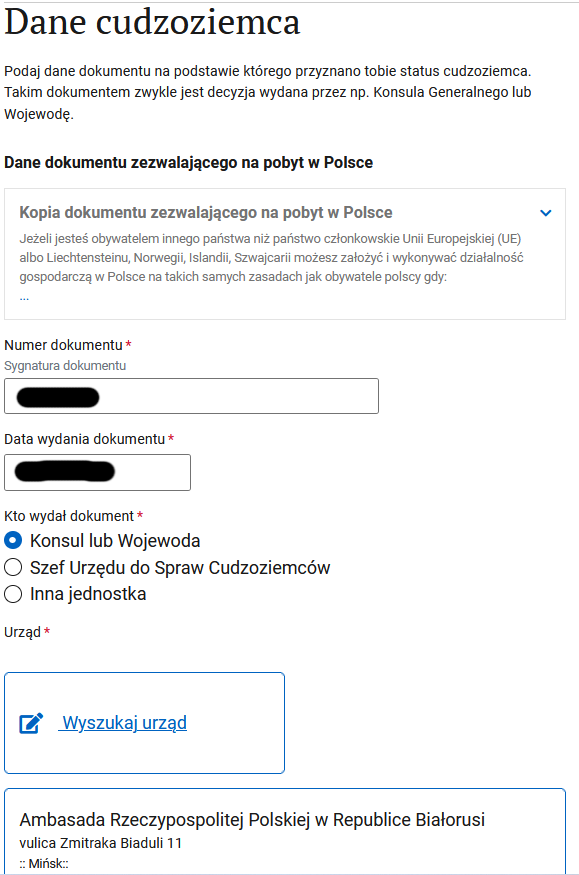 Dane cudzoziemca
Podaj dane dokumentu na podstawie którego przyznano tobie status cudzoziemca.
Takim dokumentem zwykle jest decyzja wydana przez np. Konsula Generalnego lub
Wojewodę.
Dane dokumentu zezwalającego na pobyt w Polsce
Kopia dokumentu zezwalającego na pobyt w Polsce
Jeżeli jesteś obywatelem innego państwa niż państwo członkowskie Unii Europejskiej (UE)
albo Liechtensteinu, Norwegii, Islandii, Szwajcarii możesz założyć i wykonywać działalność
gospodarczą w Polsce na takich samych zasadach jak obywatele polscy gdy:
...
Numer dokumentu *
Sygnatura dokumentu
Data wydania dokumentu *
Kto wydał dokument *
Konsul lub Wojewoda
Szef Urzędu do Spraw Cudzoziemców
Inna jednostka
Urząd *
Wyszukaj urząd
Ambasada Rzeczypospolitej Polskiej w Republice Białorusi
vulica Zmitraka Biaduli 11
:: Mińsk::